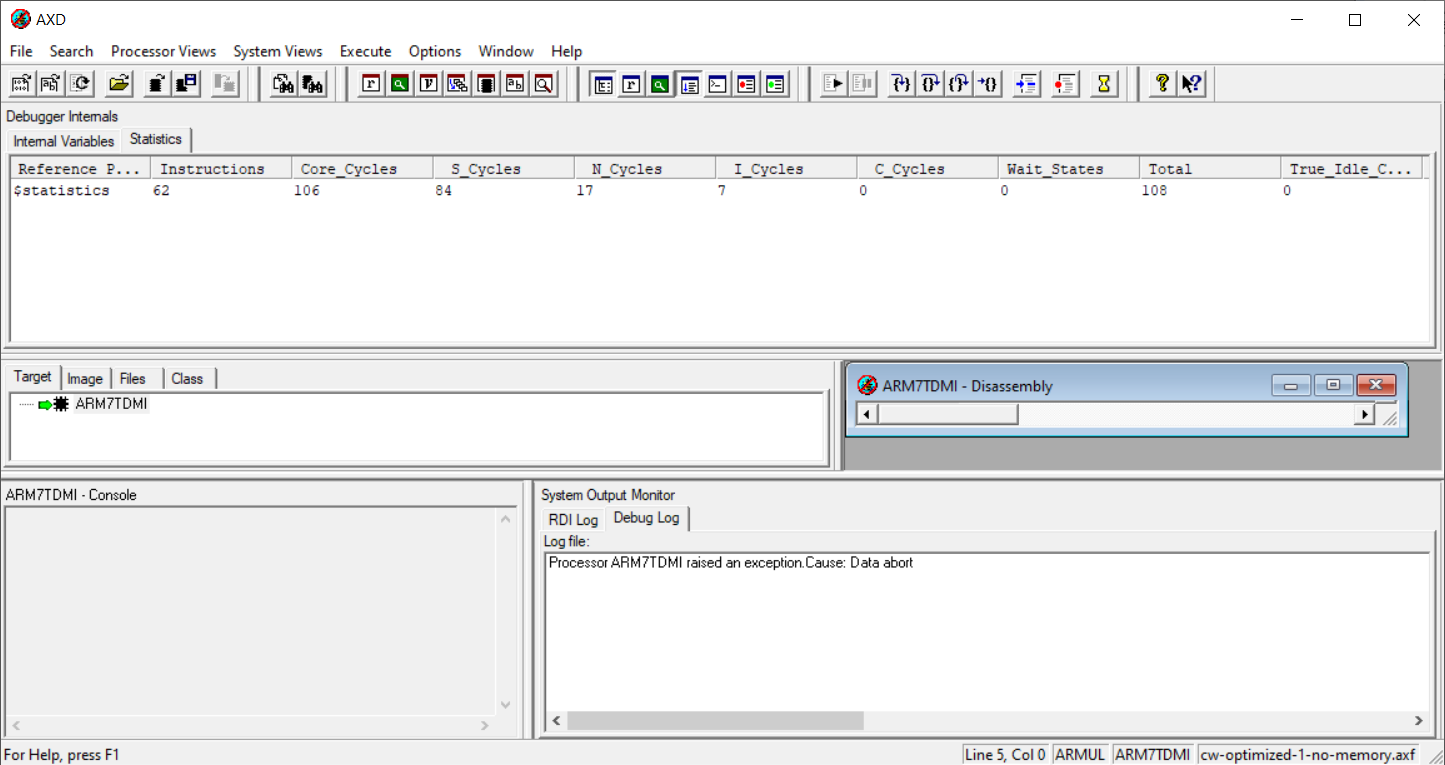 AXD
File Search Processor Views System Views Execute Options Window Help
Debugger Internals
Internal Variables Statistics
Reference P... Instructions Core_Cycles S_Cycles N_Cycles I_Cycles C_Cycles Wait_States Total True_Idle_C...
$statistics 62 106 84 17 7 0 0 108 0
Target Image Files Class
ARM7TDMI
ARM7TDMI - Disassembly
ARM7TDMI - Console
System Output Monitor
RDI Log Debug Log
Log file:
Processor ARM7TDMI raised an exception.Cause: Data abort
For Help, press F1
Line 5, Col 0 ARMUL ARM7TDMI cw-optimized-1-no-memory.axf